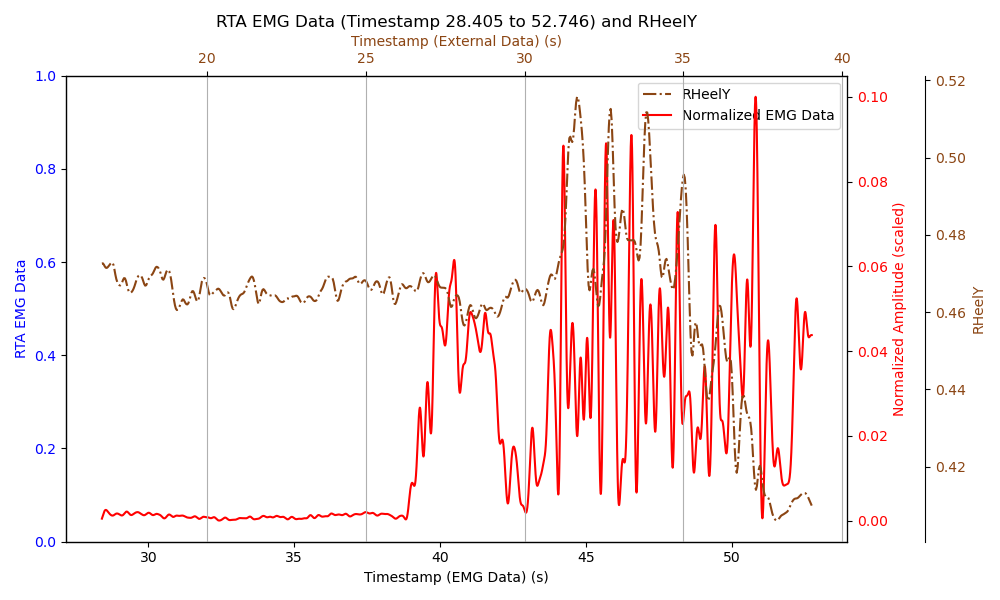 RTA EMG Data (Timestamp 28.405 to 52.746) and RHeelY
Timestamp (External Data) (s)
20 25 30 35 40
RHeelY
Normalized EMG Data
RTA EMG Data
1.0
0.8
0.6
0.4
0.2
0.0
0.10
0.08
0.06
0.04
0.02
0.00
Normalized Amplitude (scaled)
0.52
0.50
0.48
0.46
0.44
0.42
RHeelY
30 35 40 45 50
Timestamp (EMG Data) (s)